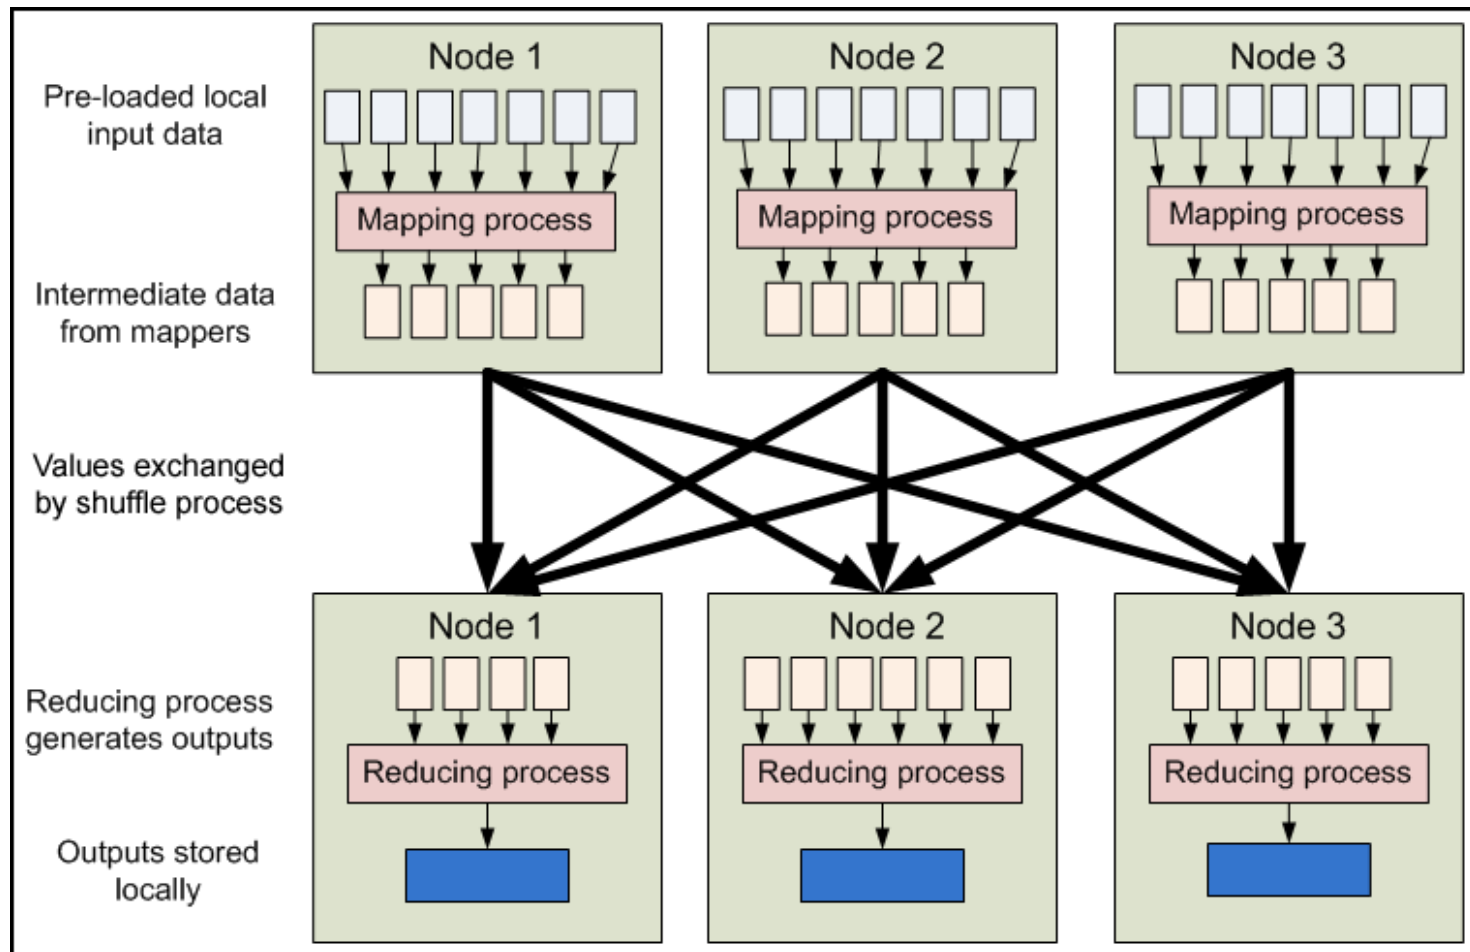 Node 1
Node 2
Node 3
Pre-loaded local
input data
Mapping process
Mapping process
Mapping process
Intermediate data
from mappers
Values exchanged
by shuffle process
Node 1
Node 2
Node 3
Reducing process
generates outputs
Reducing process
Reducing process
Reducing process
Outputs stored
locally